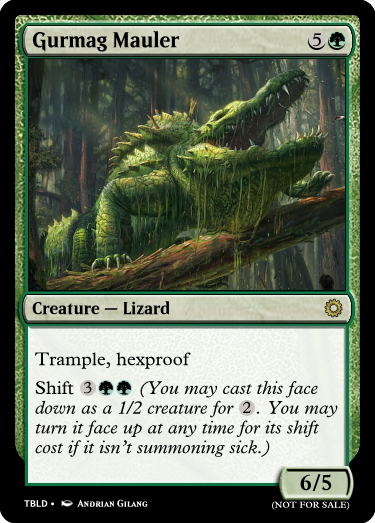 Gurmag Mauler 5
Creature — Lizard
Trample, hexproof
Shift 3 (You may cast this face
down as a 1/2 creature for 2. You may
turn it face up at any time for its shift
cost if it isn't summoning sick.)
6/5
TBLD • Andrian Gilang
(NOT FOR SALE)